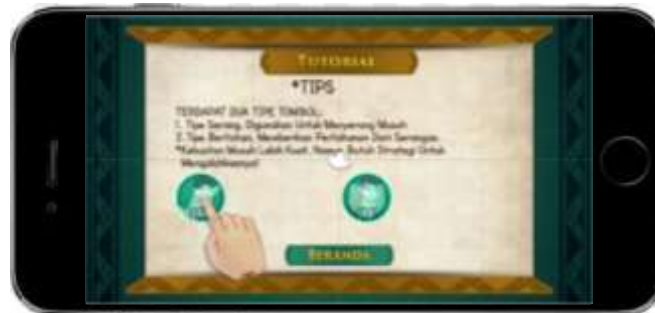 TUTORIAL
*TIPS
TERDAPAT DUA TIPE TOMBOL:
1. Tipe Serang, Digunakan Untuk Menyerang Musuh
2. Tipe Bertahan, Memberikan Pertahanan Dari Serangan
*Kekuatan Musuh Lebih Kuat, Namun Butuh Strategi Untuk
Mengalahkannya!
BERANDA